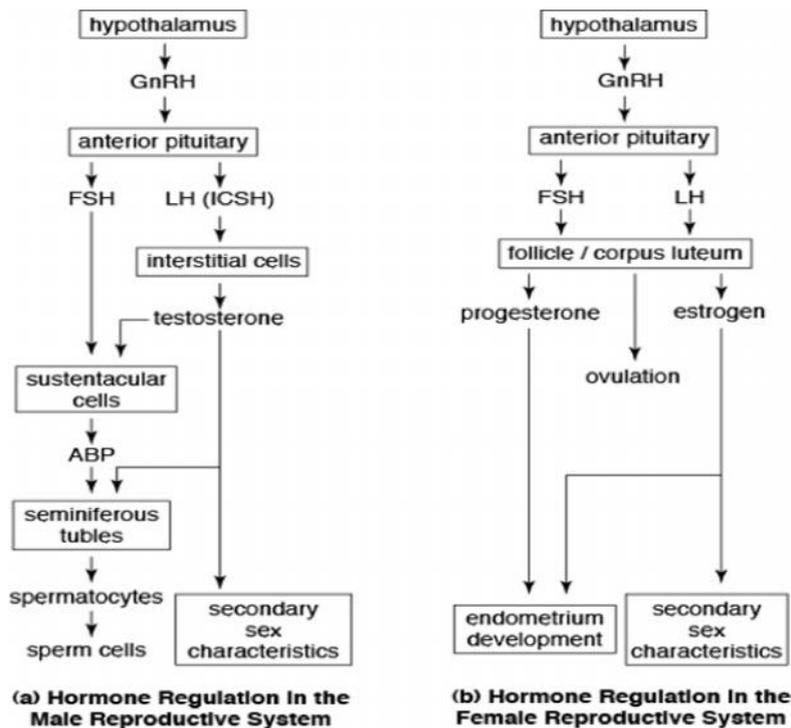 hypothalamus
GnRH
anterior pituitary
FSH
LH (ICSH)
interstitial cells
testosterone
sustentacular
cells
ABP
seminiferous
tubles
spermatocytes
sperm cells
secondary
sex
characteristics
(a) Hormone Regulation in the
Male Reproductive System
hypothalamus
GnRH
anterior pituitary
FSH
LH
follicle / corpus luteum
progesterone
estrogen
ovulation
endometrium
development
secondary
sex
characteristics
(b) Hormone Regulation in the
Female Reproductive System